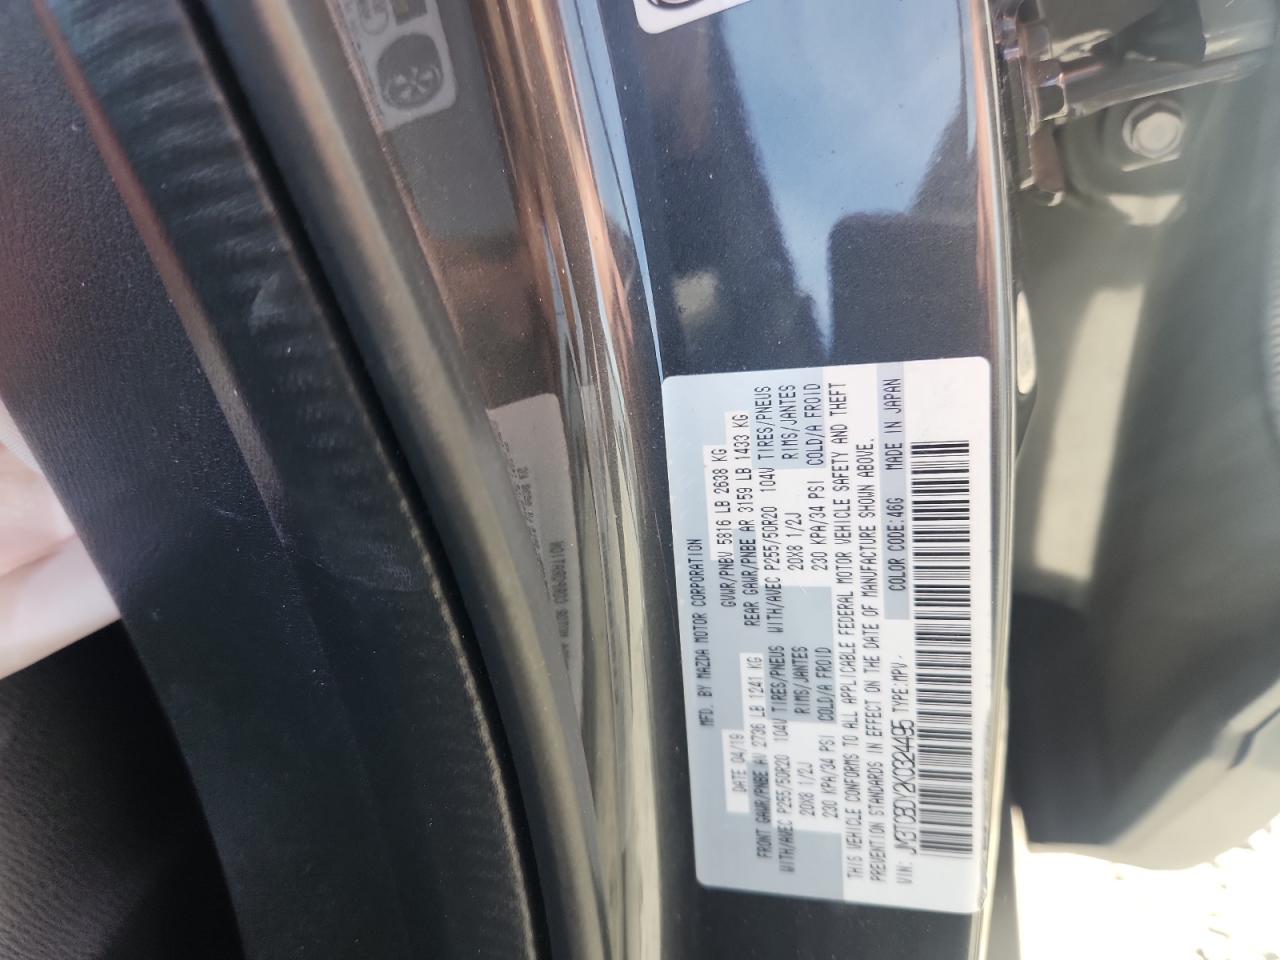 MFD. BY MAZDA MOTOR CORPORATION
DATE 04/19 GVWR/PNBV 5816 LB 2638 KG
FRONT GAWR/PNBE AV 2736 LB 1241 KG REAR GAWR/PNBE AR 3159 LB 1433 KG
WITH/AVEC P255/50R20 104V TIRES/PNEUS WITH/AVEC P255/50R20 104V TIRES/PNEUS
20X8 1/2J RIMS/JANTES 20X8 1/2J RIMS/JANTES
230 KPA/34 PSI COLD/A FROID 230 KPA/34 PSI COLD/A FROID
THIS VEHICLE CONFORMS TO ALL APPLICABLE FEDERAL MOTOR VEHICLE SAFETY AND THEFT
PREVENTION STANDARDS IN EFFECT ON THE DATE OF MANUFACTURE SHOWN ABOVE.
VIN: JM3TCBDY2K0324495 TYPE:MPV COLOR CODE:46G MADE IN JAPAN